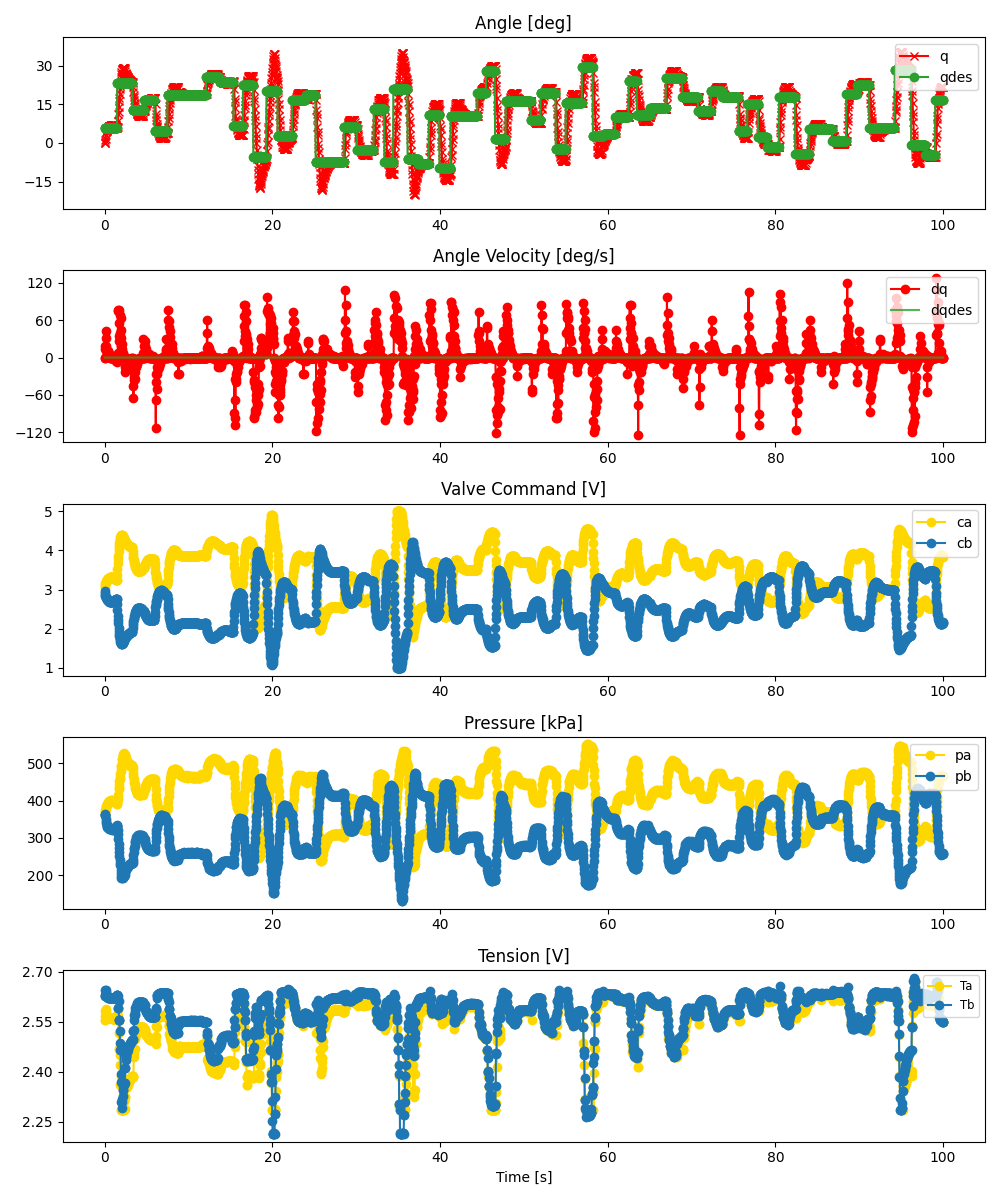 Angle [deg]
30
15
0
−15
q
qdes
0 20 40 60 80 100
Angle Velocity [deg/s]
120
60
0
−60
−120
dq
dqdes
0 20 40 60 80 100
Valve Command [V]
5
4
3
2
1
ca
cb
0 20 40 60 80 100
Pressure [kPa]
500
400
300
200
pa
pb
0 20 40 60 80 100
Tension [V]
2.70
2.55
2.40
2.25
Ta
Tb
0 20 40 60 80 100
Time [s]